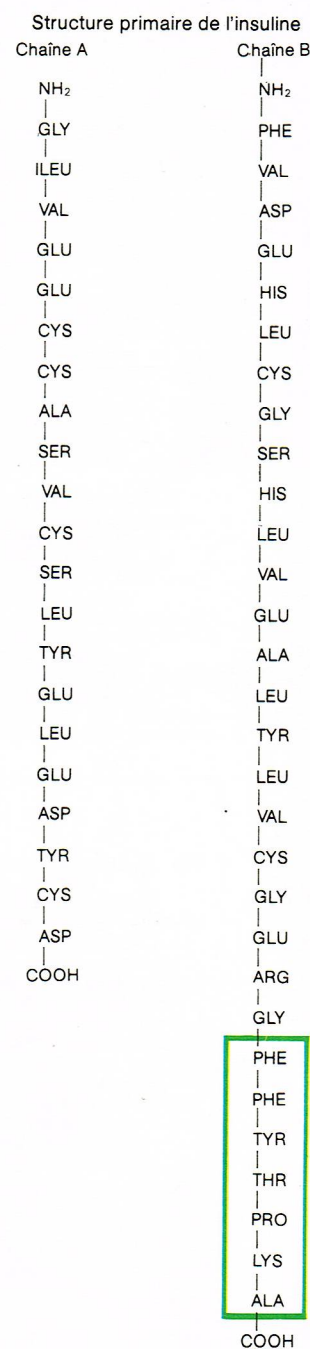 Structure primaire de l'insuline
Chaîne A
NH₂
GLY
ILEU
VAL
GLU
GLU
CYS
CYS
ALA
SER
VAL
CYS
SER
LEU
TYR
GLU
LEU
GLU
ASP
TYR
CYS
ASP
COOH
Chaîne B
NH₂
PHE
VAL
ASP
GLU
HIS
LEU
CYS
GLY
SER
HIS
LEU
VAL
GLU
ALA
LEU
TYR
LEU
VAL
CYS
GLY
GLU
ARG
GLY
PHE
PHE
TYR
THR
PRO
LYS
ALA
COOH